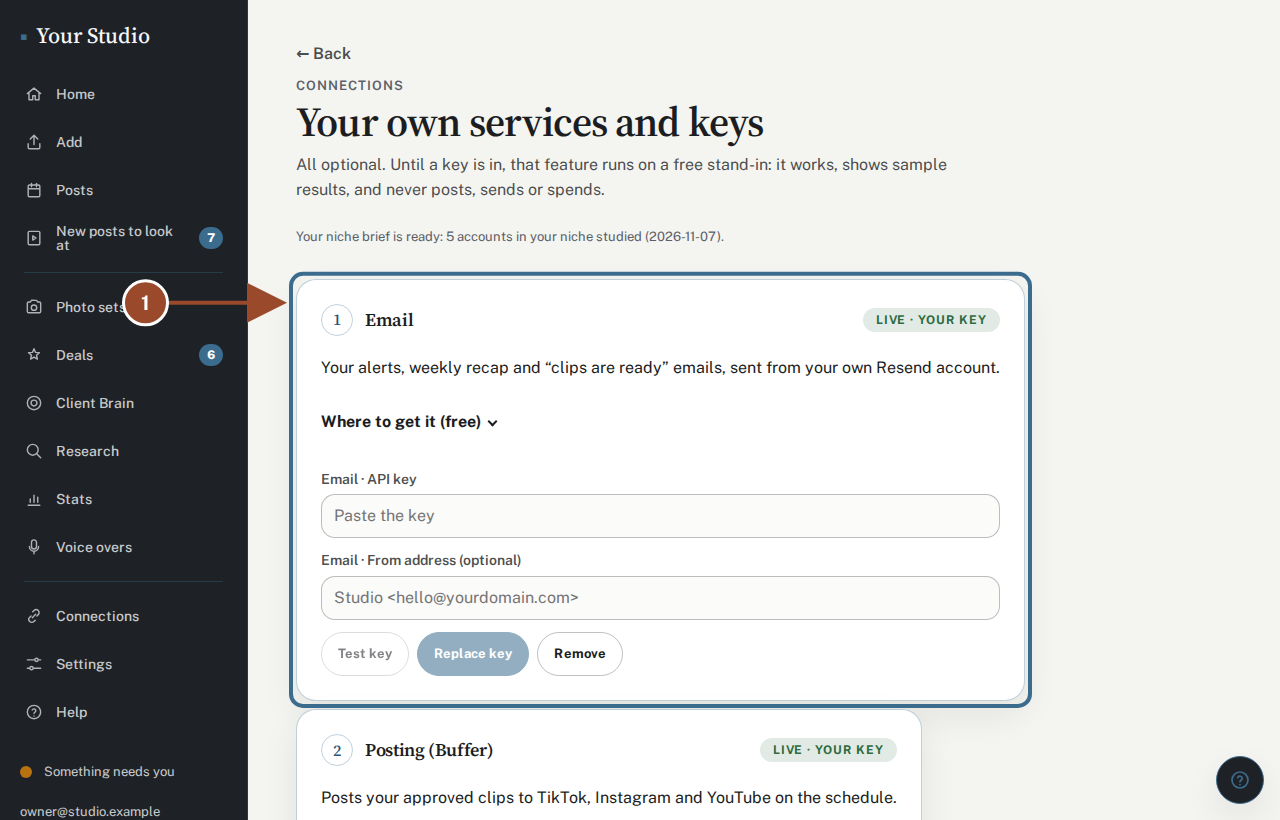 Your Studio
Home
Add
Posts
New posts to look
at
7
Photo sets
Deals
6
Client Brain
Research
Stats
Voice overs
Connections
Settings
Help
Something needs you
owner@studio.example
← Back
CONNECTIONS
Your own services and keys
All optional. Until a key is in, that feature runs on a free stand-in: it works, shows sample
results, and never posts, sends or spends.
Your niche brief is ready: 5 accounts in your niche studied (2026-11-07).
1
1 Email
LIVE · YOUR KEY
Your alerts, weekly recap and “clips are ready” emails, sent from your own Resend account.
Where to get it (free)
Email · API key
Paste the key
Email · From address (optional)
Studio <hello@yourdomain.com>
Test key
Replace key
Remove
2 Posting (Buffer)
LIVE · YOUR KEY
Posts your approved clips to TikTok, Instagram and YouTube on the schedule.